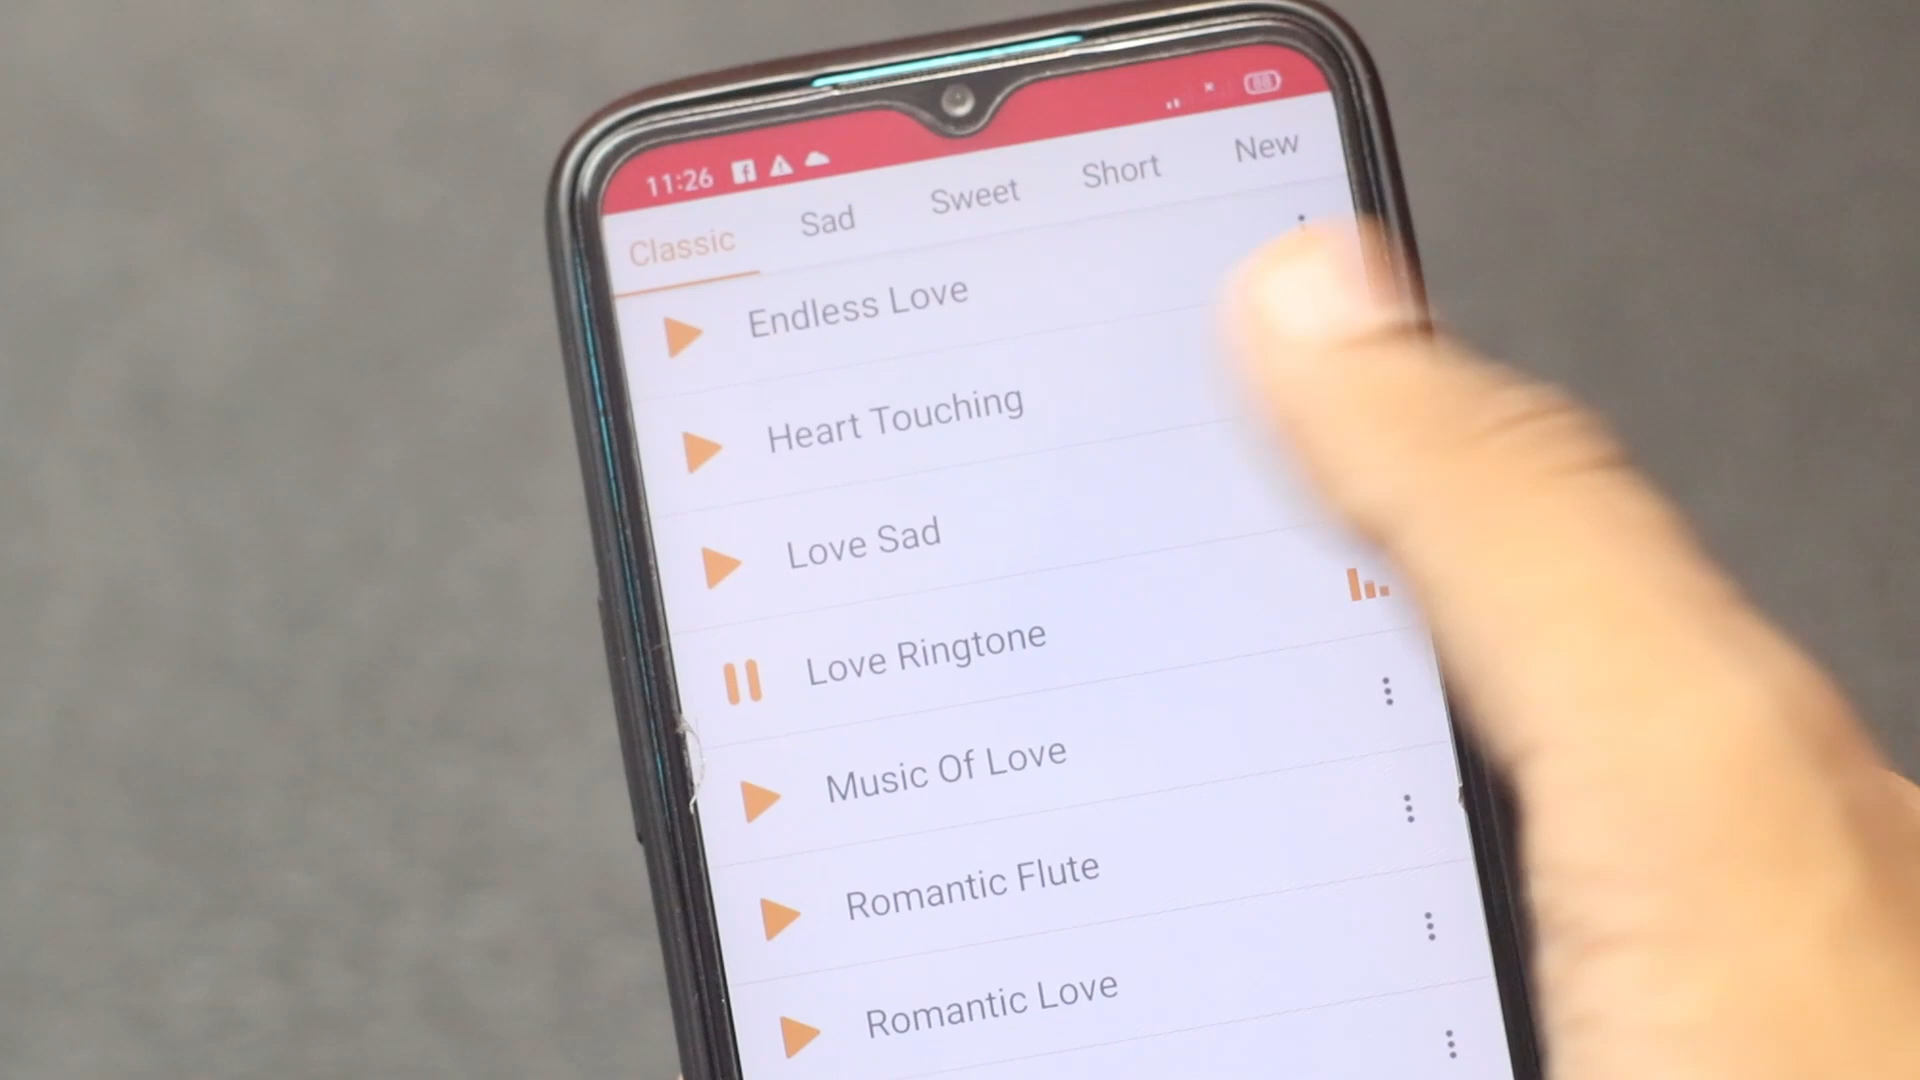 11:26
88
Classic Sad Sweet Short New
Endless Love
Heart Touching
Love Sad
Love Ringtone
Music Of Love
Romantic Flute
Romantic Love